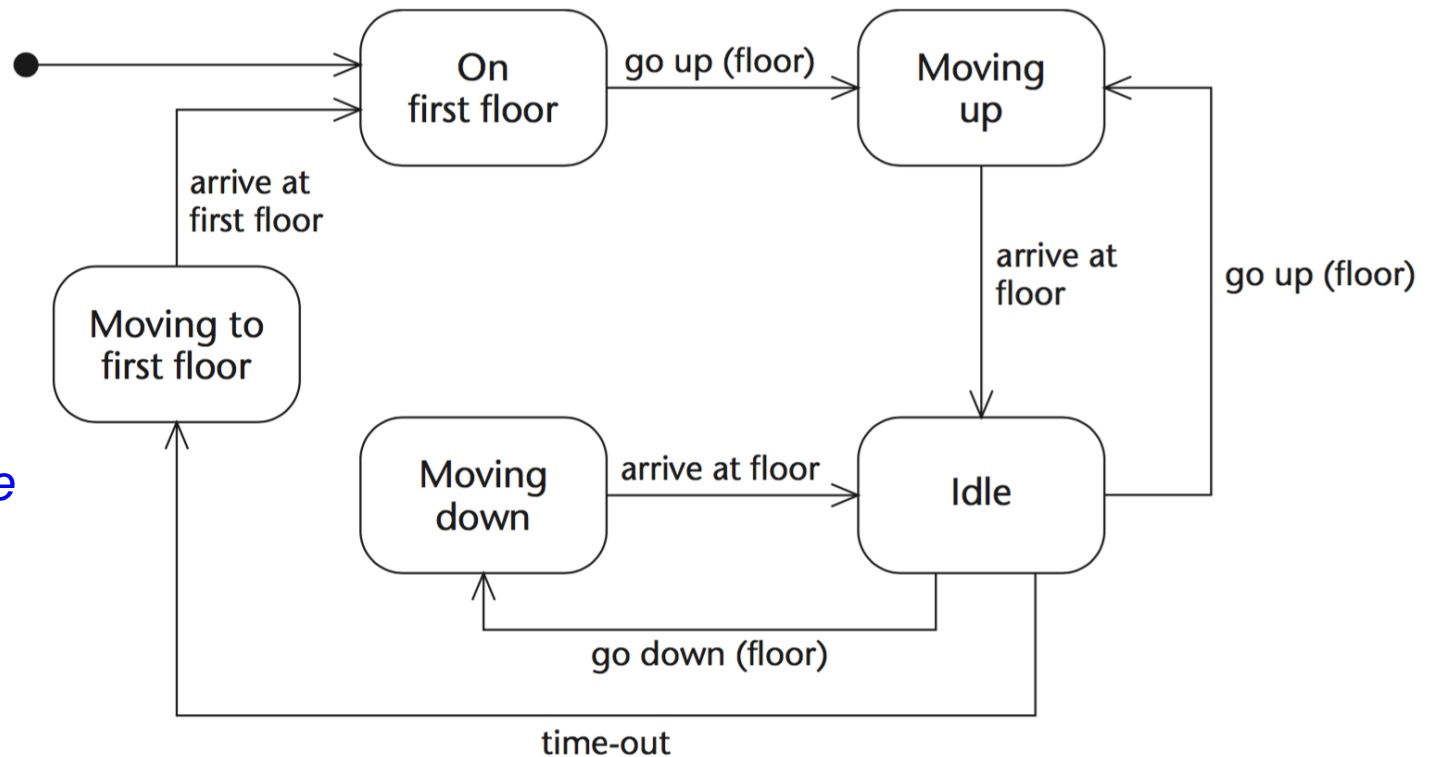 On
first floor
go up (floor)
Moving
up
arrive at
first floor
arrive at
floor
go up (floor)
Moving to
first floor
Moving
down
arrive at floor
Idle
e
go down (floor)
time-out